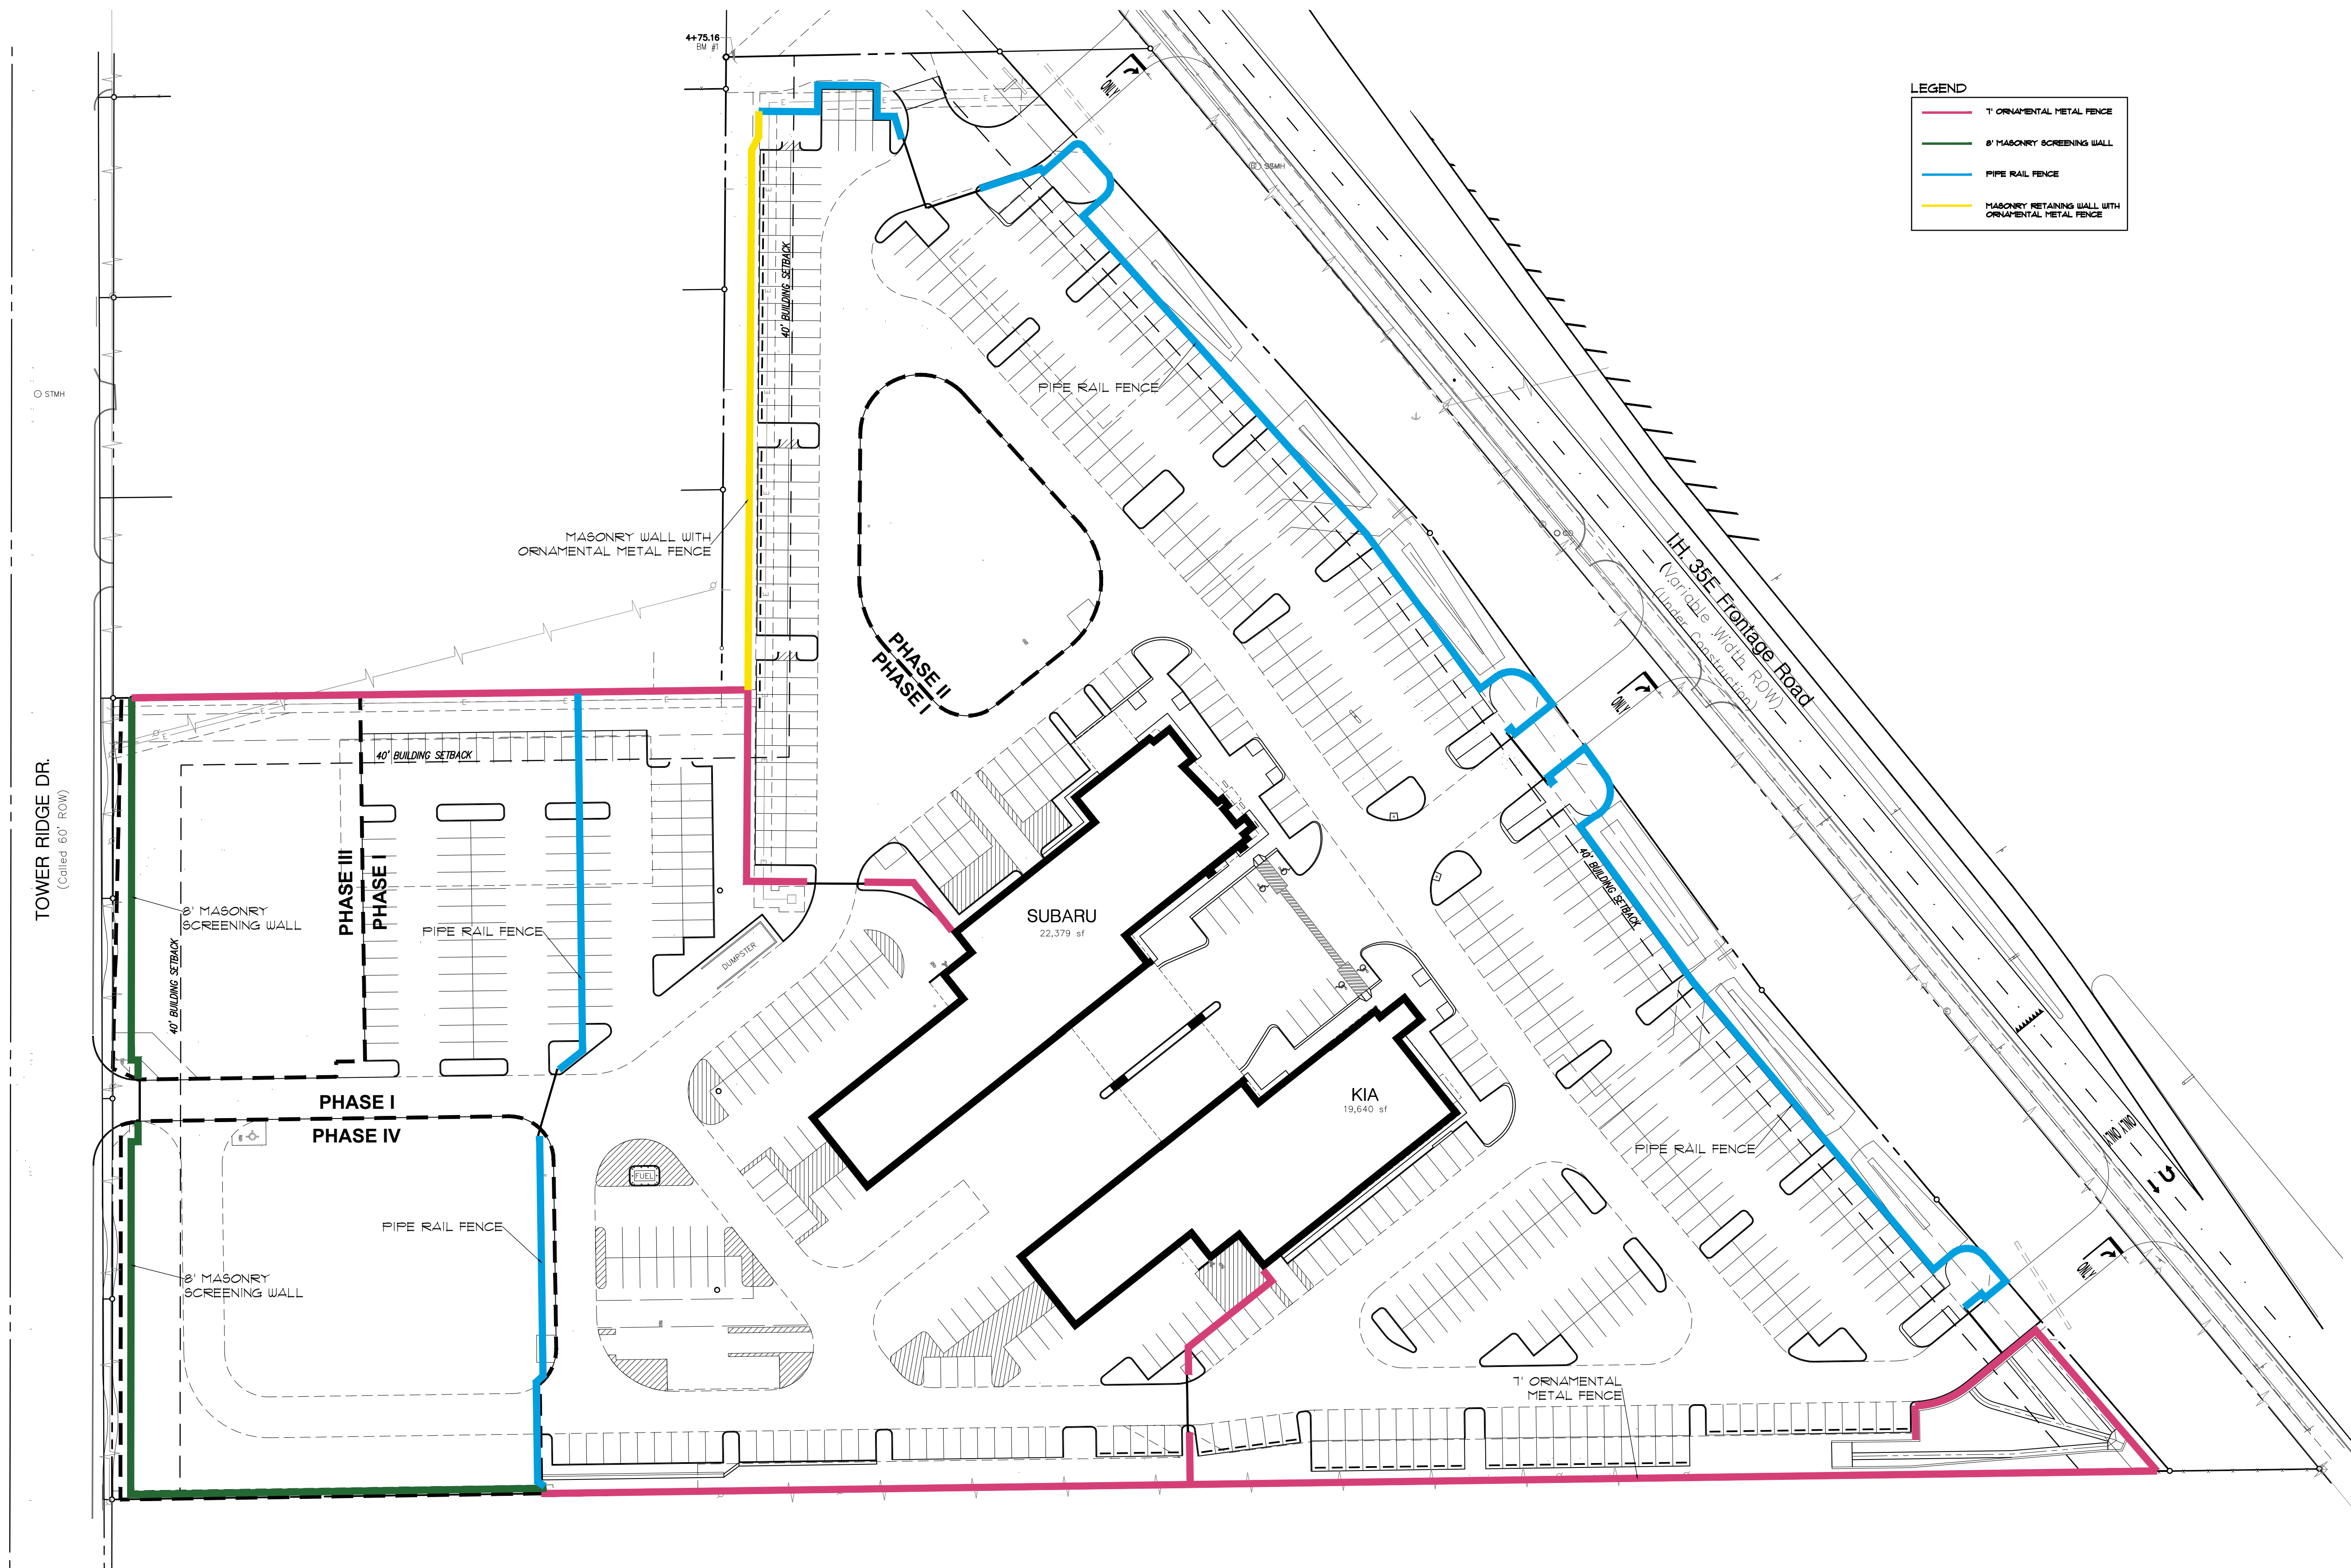 4+75.16
BM #1
ONLY
LEGEND
7' ORNAMENTAL METAL FENCE
8' MASONRY SCREENING WALL
PIPE RAIL FENCE
MASONRY RETAINING WALL WITH
ORNAMENTAL METAL FENCE
SSMH
STMH
40' BUILDING SETBACK
PIPE RAIL FENCE
MASONRY WALL WITH
ORNAMENTAL METAL FENCE
I.H. 35E Frontage Road
(Variable Width ROW)
(Under Construction)
PHASE II
PHASE I
ONLY
40' BUILDING SETBACK
TOWER RIDGE DR.
(Called 60' ROW)
PHASE III
PHASE I
8' MASONRY
SCREENING WALL
40' BUILDING SETBACK
PIPE RAIL FENCE
DUMPSTER
SUBARU
22,379 sf
40' BUILDING SETBACK
KIA
19,640 sf
PHASE I
PHASE IV
PIPE RAIL FENCE
ONLY ONLY
FUEL
PIPE RAIL FENCE
8' MASONRY
SCREENING WALL
ONLY
7' ORNAMENTAL
METAL FENCE